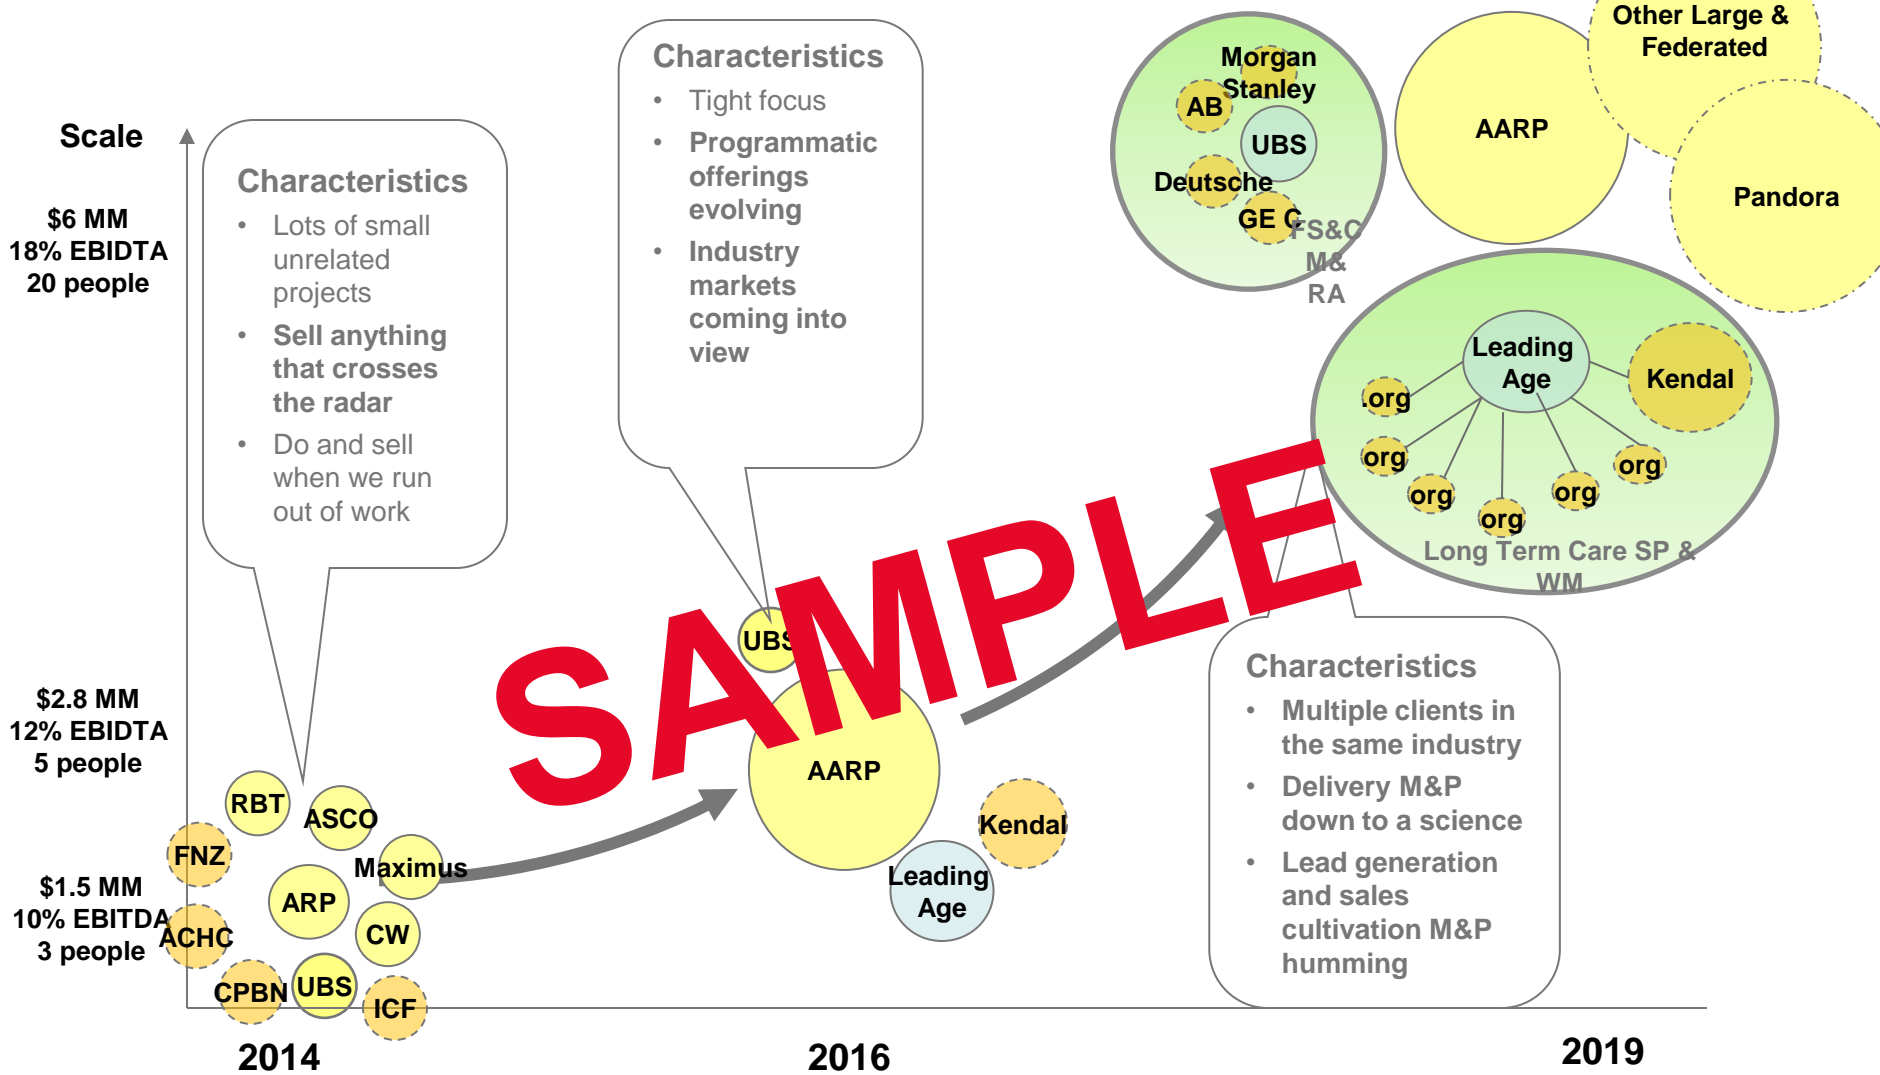 Scale
$6 MM
18% EBIDTA
20 people
$2.8 MM
12% EBIDTA
5 people
$1.5 MM
10% EBITDA
3 people
Characteristics
• Lots of small
unrelated
projects
• Sell anything
that crosses
the radar
• Do and sell
when we run
out of work
RBT
ASCO
FNZ
Maximus
ARP
ACHC
CW
CPBN
UBS
ICF
Characteristics
• Tight focus
• Programmatic
offerings
evolving
• Industry
markets
coming into
view
UBS
AARP
Kendal
Leading
Age
SAMPLE
Morgan
Stanley
AB
UBS
Deutsche
GE C
FS&C
M&
RA
AARP
Other Large &
Federated
Pandora
Leading
Age
Kendal
.org
org
org
org
org
org
Long Term Care SP &
WM
Characteristics
• Multiple clients in
the same industry
• Delivery M&P
down to a science
• Lead generation
and sales
cultivation M&P
humming
2014
2016
2019